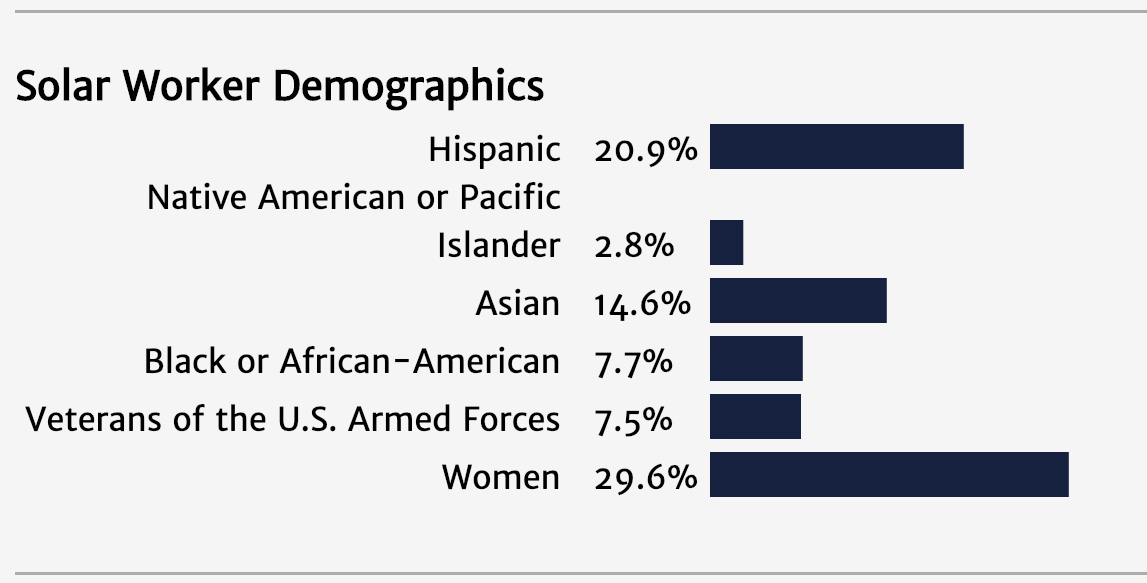 Solar Worker Demographics
Hispanic 20.9%
Native American or Pacific
Islander 2.8%
Asian 14.6%
Black or African-American 7.7%
Veterans of the U.S. Armed Forces 7.5%
Women 29.6%